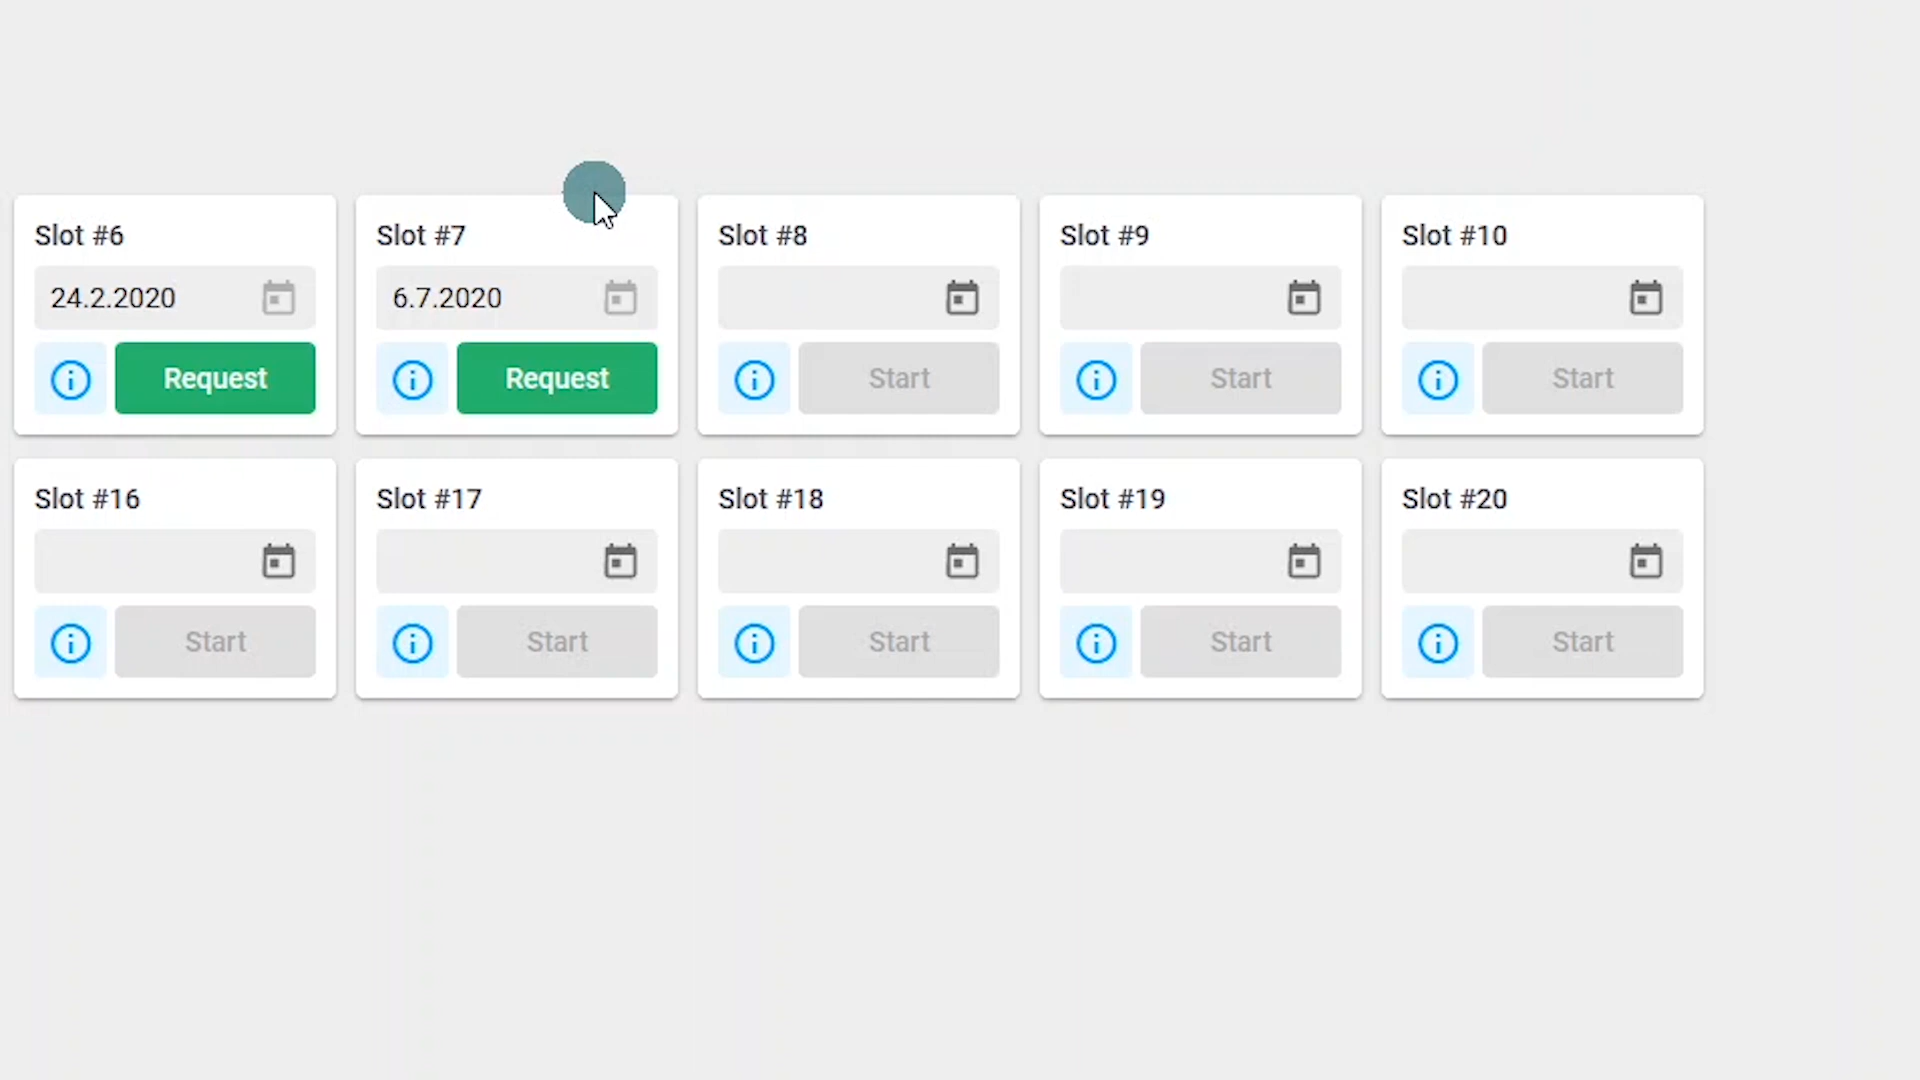 Slot #6
24.2.2020
Request
Slot #7
6.7.2020
Request
Slot #8
Start
Slot #9
Start
Slot #10
Start
Slot #16
Start
Slot #17
Start
Slot #18
Start
Slot #19
Start
Slot #20
Start